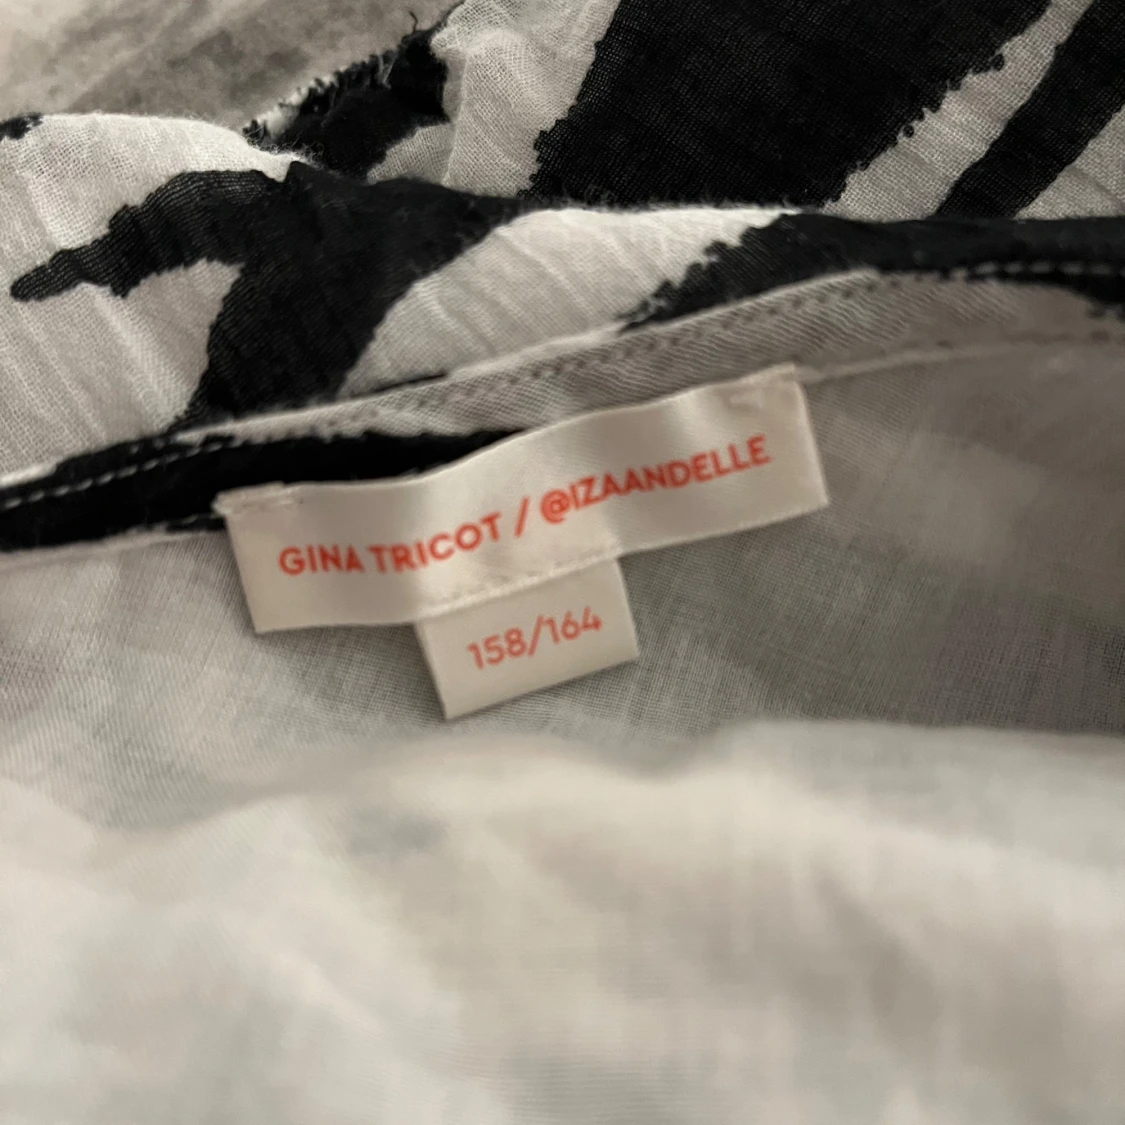 GINA TRICOT / @IZAANDELLE
158/164